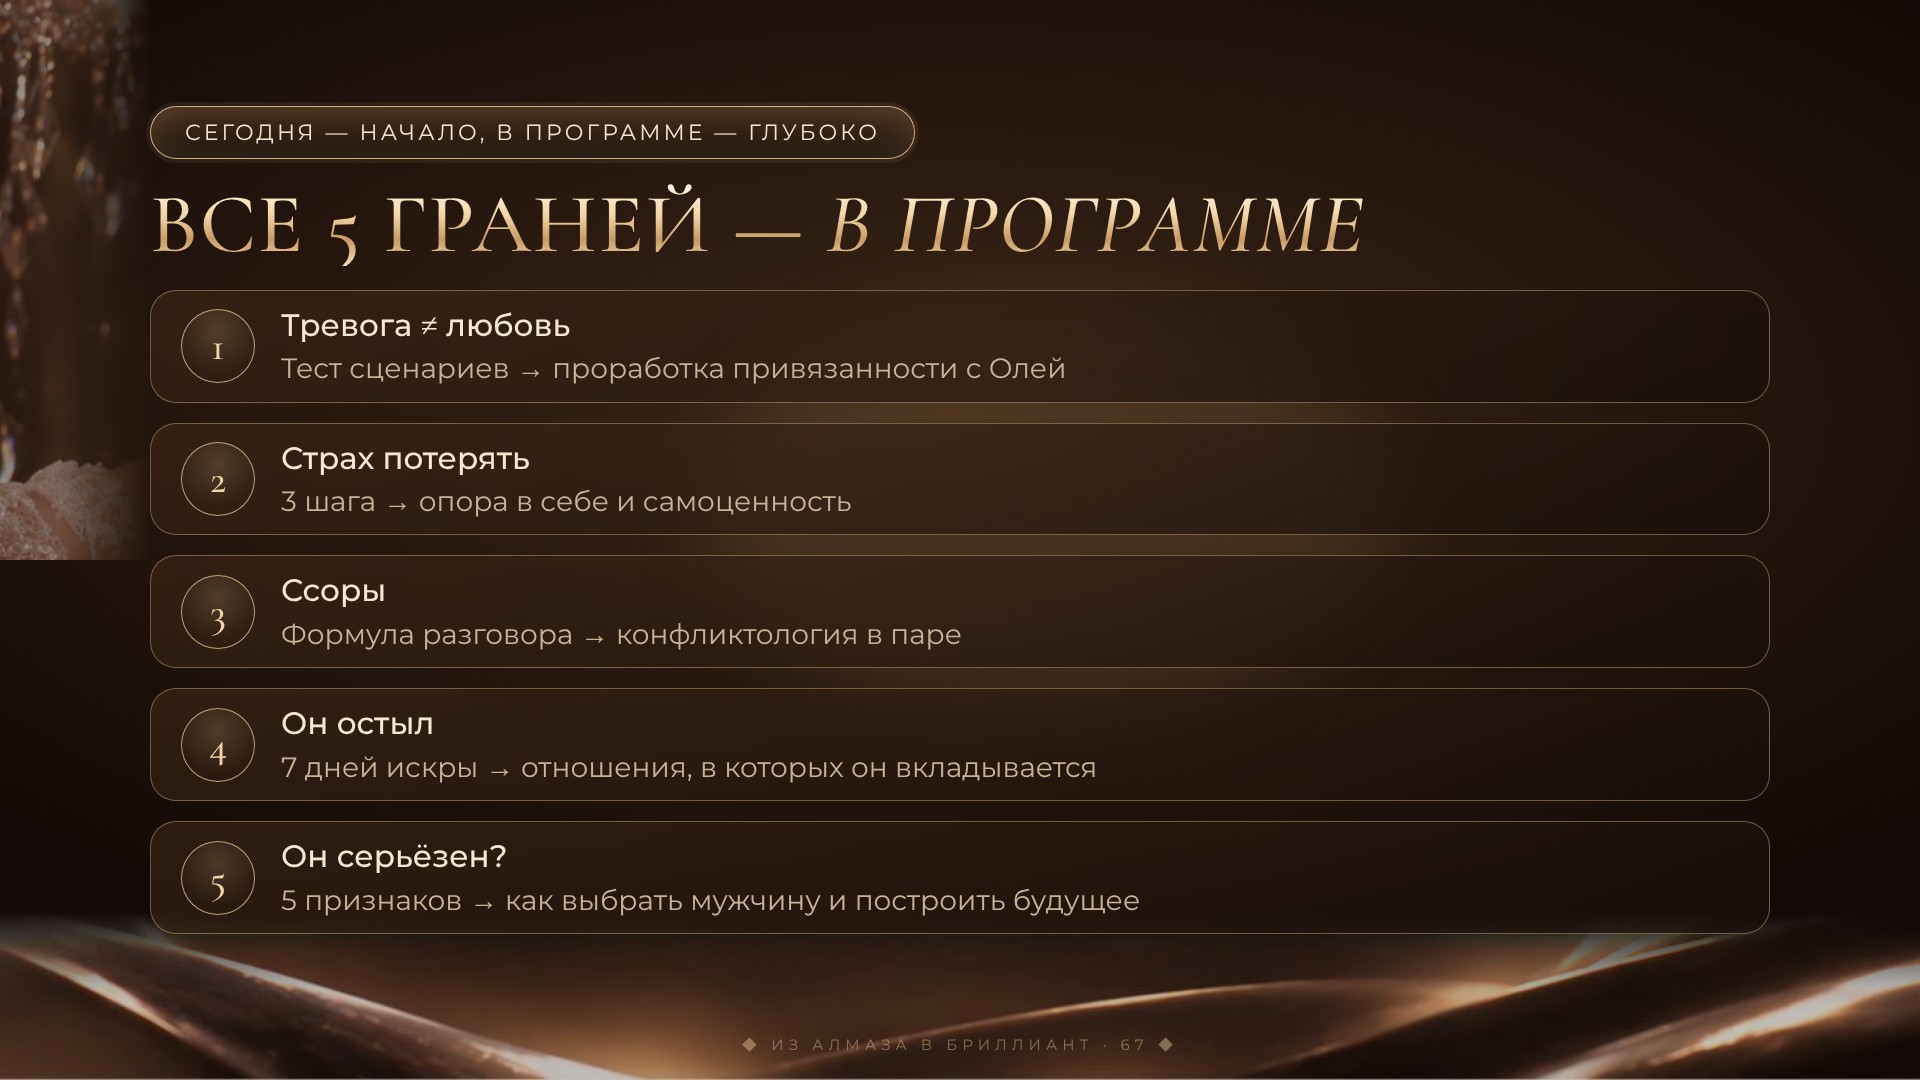 СЕГОДНЯ — НАЧАЛО, В ПРОГРАММЕ — ГЛУБОКО
ВСЕ 5 ГРАНЕЙ — В ПРОГРАММЕ
1
Тревога ≠ любовь
Тест сценариев → проработка привязанности с Олей
2
Страх потерять
3 шага → опора в себе и самоценность
3
Ссоры
Формула разговора → конфликтология в паре
4
Он остыл
7 дней искры → отношения, в которых он вкладывается
5
Он серьёзен?
5 признаков → как выбрать мужчину и построить будущее
◆ ИЗ АЛМАЗА В БРИЛЛИАНТ · 67 ◆